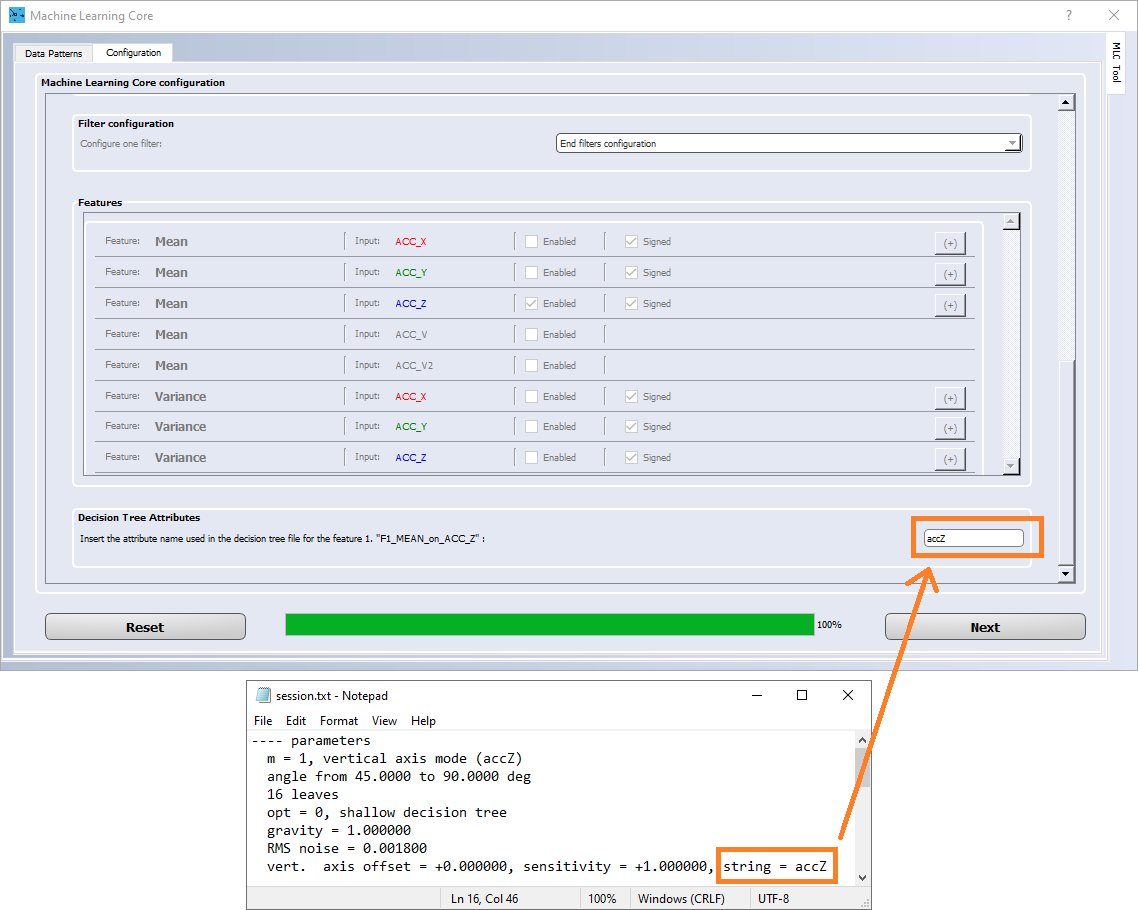 Machine Learning Core
?
Data Patterns
Configuration
MLC Tool
Machine Learning Core configuration
Filter configuration
Configure one filter:
End filters configuration
Features
Feature: Mean Input: ACC_X Enabled Signed (+)
Feature: Mean Input: ACC_Y Enabled Signed (+)
Feature: Mean Input: ACC_Z Enabled Signed (+)
Feature: Mean Input: ACC_V Enabled
Feature: Mean Input: ACC_V2 Enabled
Feature: Variance Input: ACC_X Enabled Signed (+)
Feature: Variance Input: ACC_Y Enabled Signed (+)
Feature: Variance Input: ACC_Z Enabled Signed (+)
Decision Tree Attributes
Insert the attribute name used in the decision tree file for the feature 1. "F1_MEAN_on_ACC_Z" :
accZ
Reset
100%
Next
session.txt - Notepad
File Edit Format View Help
---- parameters
m = 1, vertical axis mode (accZ)
angle from 45.0000 to 90.0000 deg
16 leaves
opt = 0, shallow decision tree
gravity = 1.000000
RMS noise = 0.001800
vert.  axis offset = +0.000000, sensitivity = +1.000000, string = accZ
Ln 16, Col 46 100% Windows (CRLF) UTF-8